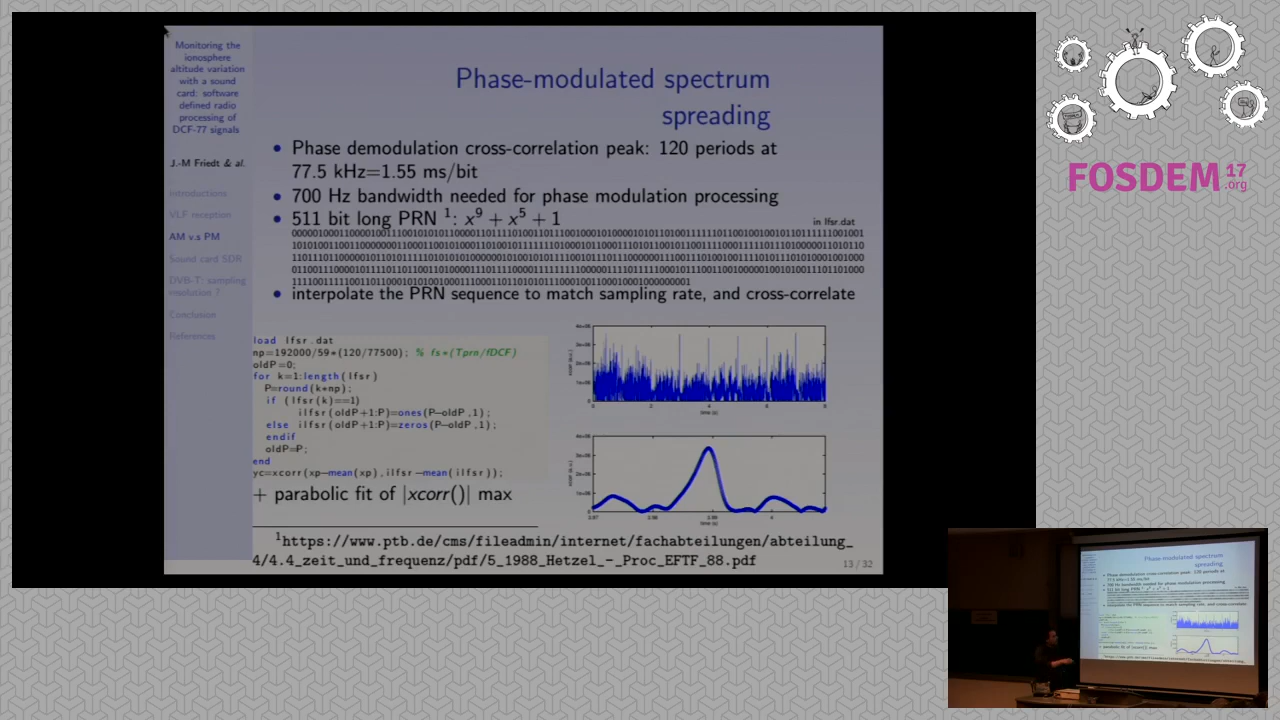 Monitoring the
ionosphere
altitude variation
with a sound
card: software
defined radio
processing of
DCF-77 signals
J.-M Friedt & al.
Introductions
VLF reception
AM v.s PM
Sound card SDR
DVB-T: sampling
resolution ?
Conclusion
References
Phase-modulated spectrum
spreading
• Phase demodulation cross-correlation peak: 120 periods at
77.5 kHz=1.55 ms/bit
• 700 Hz bandwidth needed for phase modulation processing
• 511 bit long PRN 1: x^9 + x^5 + 1
in lfsr.dat
• interpolate the PRN sequence to match sampling rate, and cross-correlate
load lfsr.dat
np=192000/59*(120/77500); % fs*(Tprn/fDCF)
oldP=0;
for k=1:length(lfsr)
P=round(k*np);
if (lfsr(k)==1)
ilfsr(oldP+1:P)=ones(P-oldP,1);
else ilfsr(oldP+1:P)=zeros(P-oldP,1);
endif
oldP=P;
end
yc=xcorr(xp-mean(xp),ilfsr-mean(ilfsr));
+ parabolic fit of |xcorr()| max
time (s)
time (s)
1https://www.ptb.de/cms/fileadmin/internet/fachabteilungen/abteilung_
4/4.4_zeit_und_frequenz/pdf/5_1988_Hetzel_-_Proc_EFTF_88.pdf
13 / 32
FOSDEM 17
.org